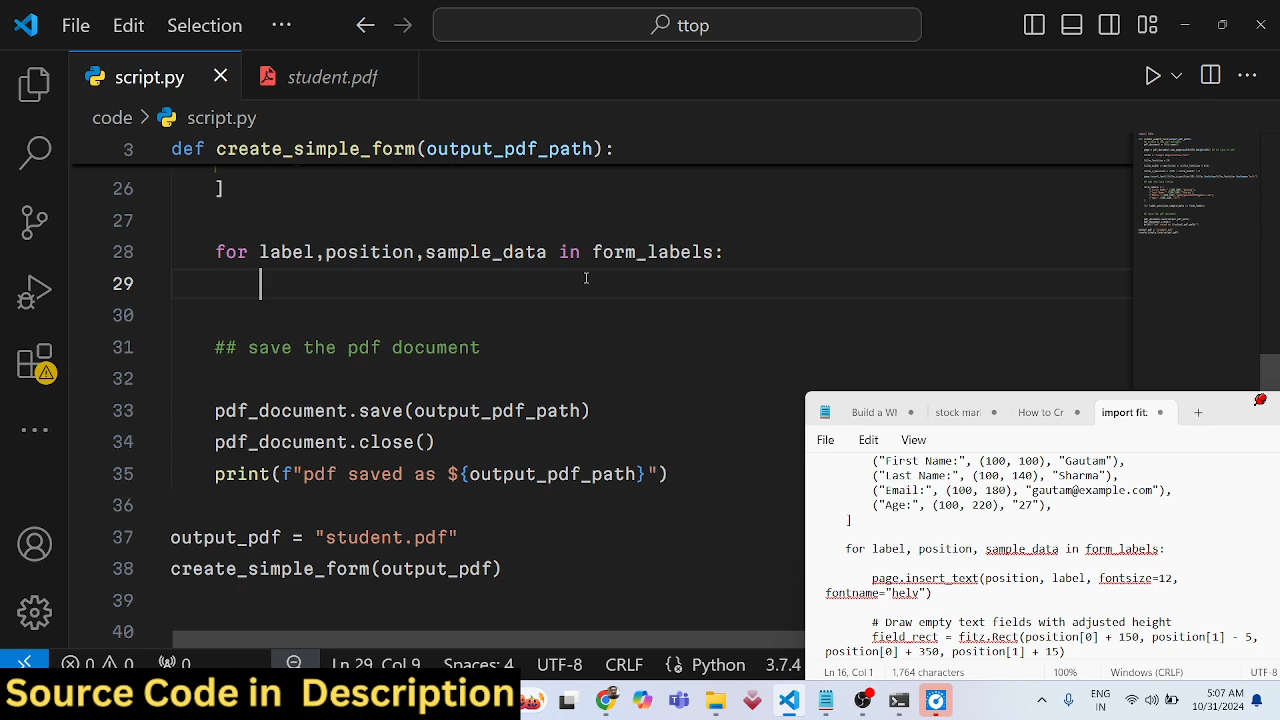 File Edit Selection ··· ttop
script.py student.pdf
code > script.py
3 def create_simple_form(output_pdf_path):
26 ]
27
28 for label,position,sample_data in form_labels:
29
30
31 ## save the pdf document
32
33 pdf_document.save(output_pdf_path)
34 pdf_document.close()
35 print(f"pdf saved as ${output_pdf_path}")
36
37 output_pdf = "student.pdf"
38 create_simple_form(output_pdf)
39
40
0 0 0 Ln 29, Col 9 Spaces: 4 UTF-8 CRLF {} Python 3.7.4
Build a Wh stock mar How to Cr import fit
File Edit View
("First Name:", (100, 100), "Gautam"),
("Last Name:", (100, 140), "Sharma"),
("Email:", (100, 180), "gautam@example.com"),
("Age:", (100, 220), "27"),
]
for label, position, sample_data in form_labels:
page.insert_text(position, label, fontsize=12,
fontname="helv")
# Draw empty text fields with adjusted height
field_rect = fitz.Rect(position[0] + 150, position[1] - 5,
position[0] + 350, position[1] + 15)
Ln 16, Col 1 1,764 characters 100% Windows (CRLF) UTF-8
Source Code in Description
ENG
IN
5:07 AM
10/31/2024